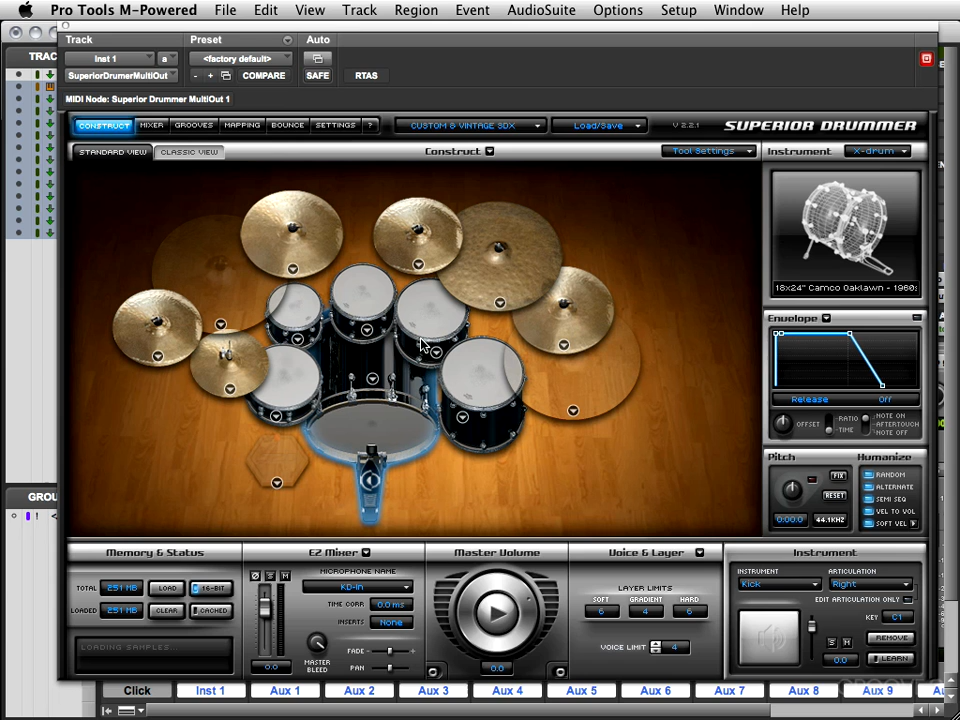 Pro Tools M-Powered File Edit View Track Region Event AudioSuite Options Setup Window Help
Track Preset Auto
TRAC
Inst 1 a <factory default>
SuperiorDrumerMultiOut - + COMPARE SAFE RTAS
MIDI Node: Superior Drummer MultiOut 1
CONSTRUCT MIXER GROOVES MAPPING BOUNCE SETTINGS ? CUSTOM & VINTAGE SDX Load/Save V 2.2.1 SUPERIOR DRUMMER
STANDARD VIEW CLASSIC VIEW Construct Tool Settings Instrument X-drum
18x24" Camco Oaklawn - 1960s
Envelope
Release Off
OFFSET RATIO TIME NOTE ON AFTERTOUCH NOTE OFF
Pitch Humanize
FIX RANDOM
RESET ALTERNATE
SEMI SEQ
VEL TO VOL
00:00.0 44.1KHZ SOFT VEL
GROU
1
Memory & Status EZ Mixer Master Volume Voice & Layer Instrument
MICROPHONE NAME
KD-In
TOTAL 251 MB LOAD 16-BIT
LOADED 251 MB CLEAR CACHED
LOADING SAMPLES...
S M
TIME CORR 0.0 ms
INSERTS None
FADE - +
PAN
MASTER BLEED
0.0
0.0
LAYER LIMITS
SOFT GRADIENT HARD
6 4 6
VOICE LIMIT 4
INSTRUMENT ARTICULATION
Kick Right
EDIT ARTICULATION ONLY
KEY C1
S M REMOVE
0.0 LEARN
Click Inst 1 Aux 1 Aux 2 Aux 3 Aux 4 Aux 5 Aux 6 Aux 7 Aux 8 Aux 9 Au